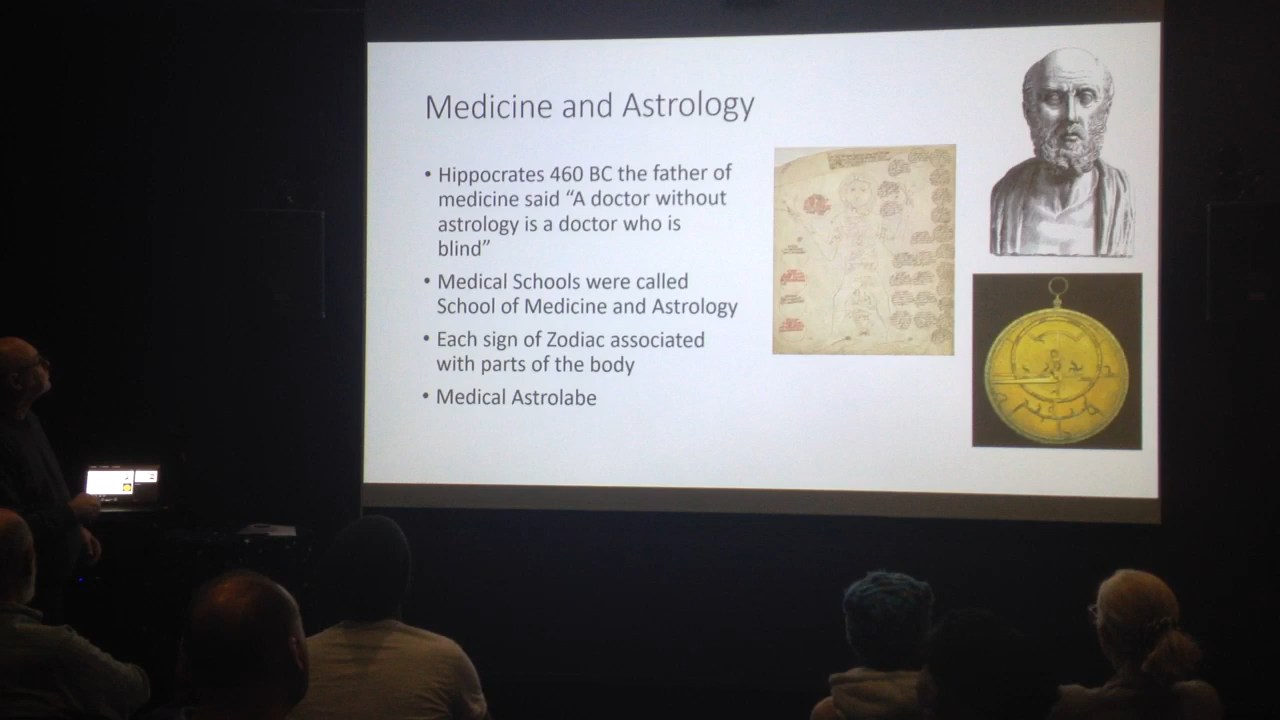 Medicine and Astrology
• Hippocrates 460 BC the father of
medicine said “A doctor without
astrology is a doctor who is
blind”
• Medical Schools were called
School of Medicine and Astrology
• Each sign of Zodiac associated
with parts of the body
• Medical Astrolabe